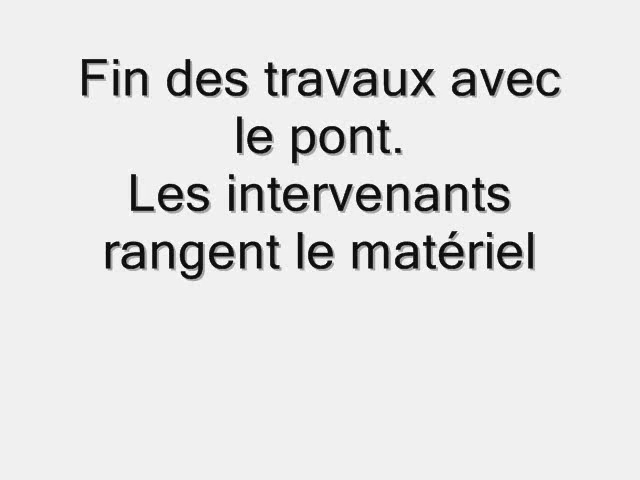 Fin des travaux avec
le pont.
Les intervenants
rangent le matériel